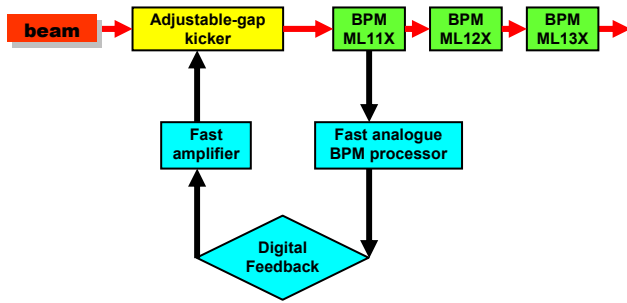 beam
Adjustable-gap
kicker
BPM
ML11X
BPM
ML12X
BPM
ML13X
Fast
amplifier
Fast analogue
BPM processor
Digital
Feedback